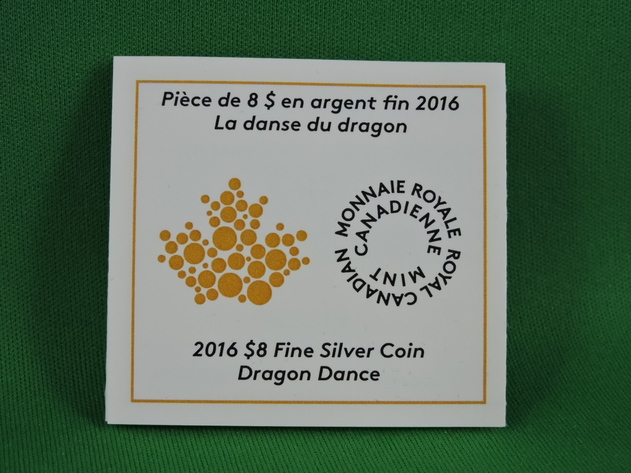 Pièce de 8 $ en argent fin 2016
La danse du dragon
MONNAIE ROYALE
CANADIENNE
ROYAL CANADIAN
MINT
2016 $8 Fine Silver Coin
Dragon Dance